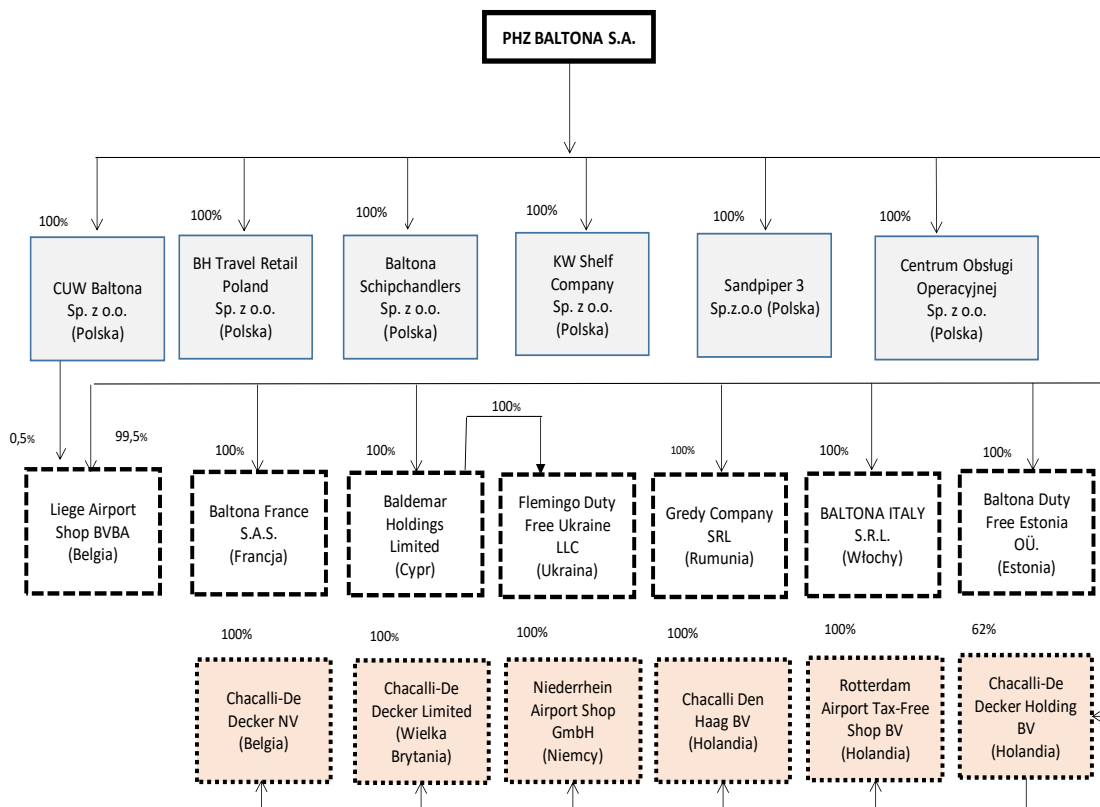 PHZ BALTONA S.A.
100%
100%
100%
100%
100%
100%
CUW Baltona
Sp. z o.o.
(Polska)
BH Travel Retail
Poland
Sp. z o.o.
(Polska)
Baltona
Schipchandlers
Sp. z o.o.
(Polska)
KW Shelf
Company
Sp. z o.o.
(Polska)
Sandpiper 3
Sp.z.o.o (Polska)
Centrum Obsługi
Operacyjnej
Sp. z o.o.
(Polska)
0,5%
99,5%
100%
100%
100%
100%
100%
100%
Liege Airport
Shop BVBA
(Belgia)
Baltona France
S.A.S.
(Francja)
Baldemar
Holdings
Limited
(Cypr)
Flemingo Duty
Free Ukraine
LLC
(Ukraina)
Gredy Company
SRL
(Rumunia)
BALTONA ITALY
S.R.L.
(Włochy)
Baltona Duty
Free Estonia
OÜ.
(Estonia)
100%
100%
100%
100%
100%
62%
Chacalli-De
Decker NV
(Belgia)
Chacalli-De
Decker Limited
(Wielka
Brytania)
Niederrhein
Airport Shop
GmbH
(Niemcy)
Chacalli Den
Haag BV
(Holandia)
Rotterdam
Airport Tax-Free
Shop BV
(Holandia)
Chacalli-De
Decker Holding
BV
(Holandia)